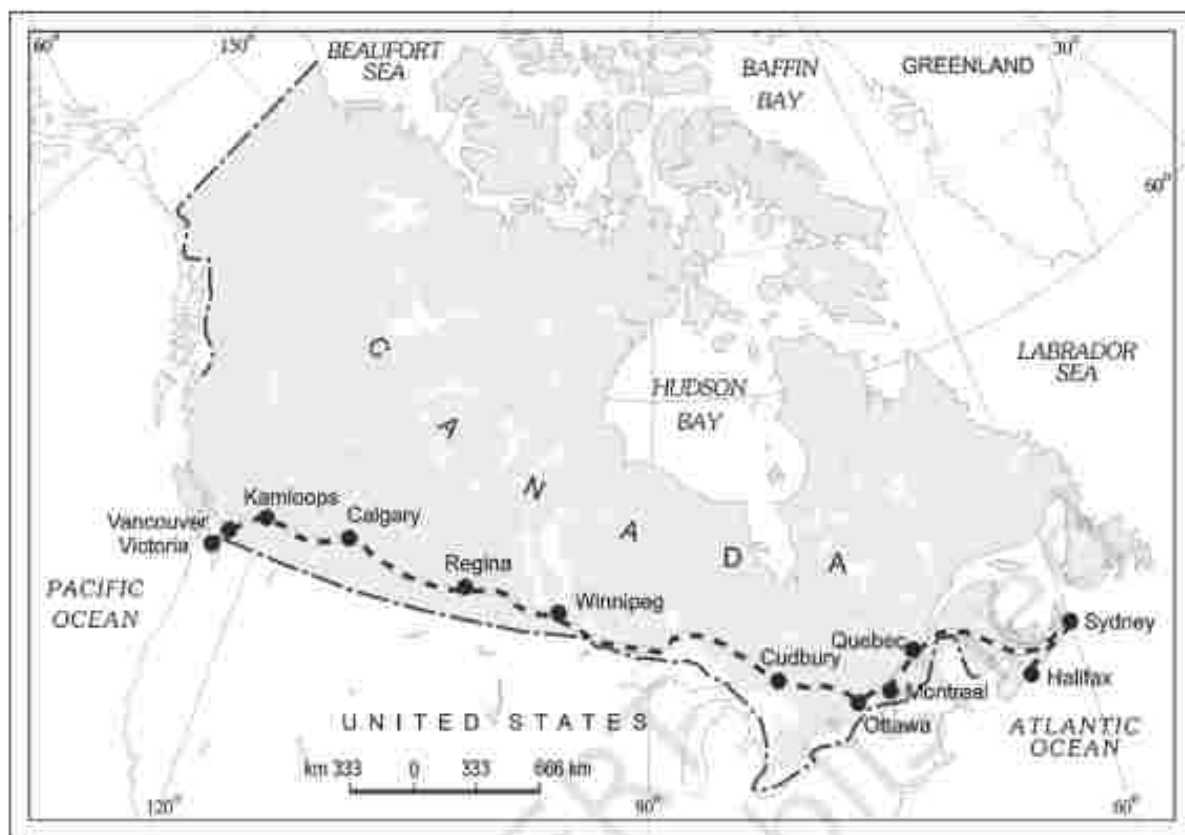 60°
150°
BEAUFORT
SEA
BAFFIN
BAY
GREENLAND
30°
60°
LABRADOR
SEA
HUDSON
BAY
C A N A D A
Kamloops
Vancouver
Calgary
Victoria
Regina
Winnipeg
PACIFIC
OCEAN
Sydney
Quebec
Cudbury
Halifax
Montreal
Ottawa
ATLANTIC
OCEAN
UNITED STATES
km 333 0 333 666 km
120°
90°
60°